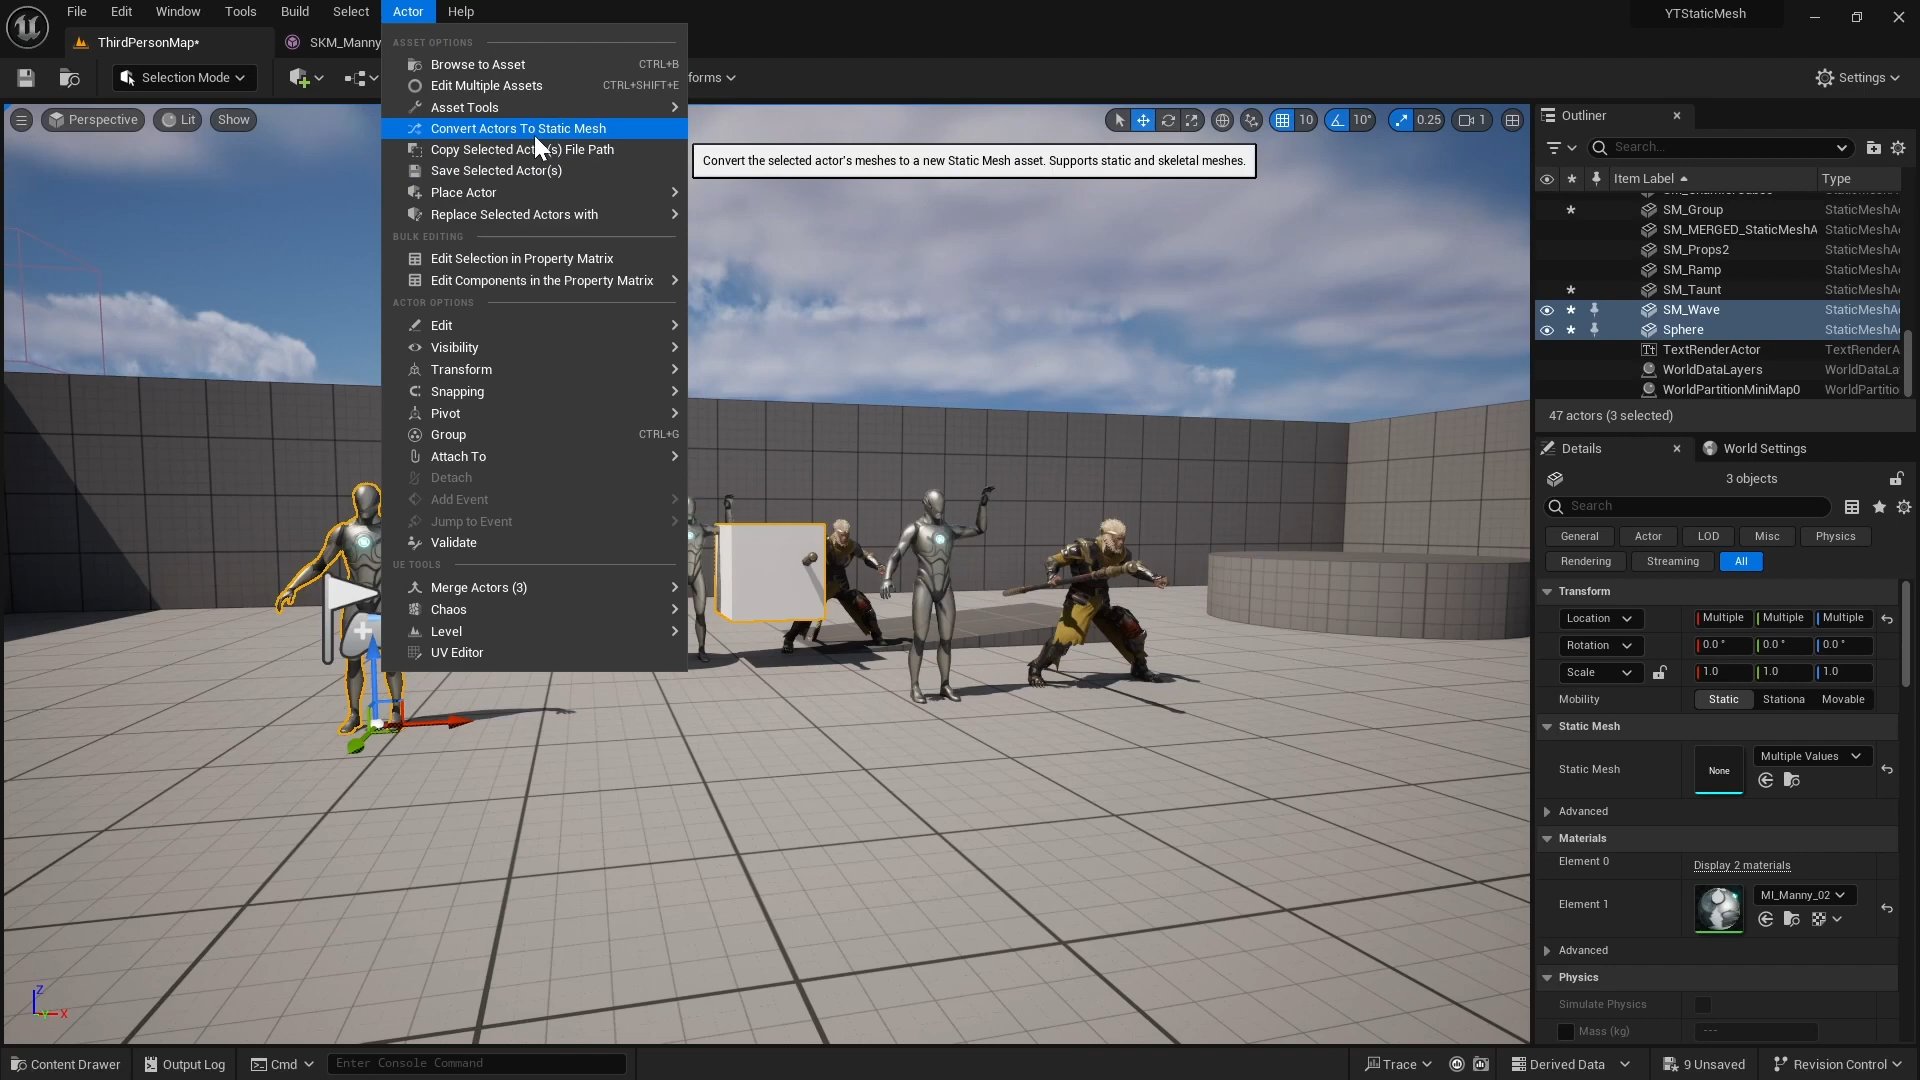 File Edit Window Tools Build Select Actor Help
YTStaticMesh
ThirdPersonMap*
SKM_Manny
Selection Mode
forms
Settings
ASSET OPTIONS
Browse to Asset CTRL+B
Edit Multiple Assets CTRL+SHIFT+E
Asset Tools
Convert Actors To Static Mesh
Copy Selected Actor(s) File Path
Save Selected Actor(s)
Place Actor
Replace Selected Actors with
BULK EDITING
Edit Selection in Property Matrix
Edit Components in the Property Matrix
ACTOR OPTIONS
Edit
Visibility
Transform
Snapping
Pivot
Group CTRL+G
Attach To
Detach
Add Event
Jump to Event
Validate
UE TOOLS
Merge Actors (3)
Chaos
Level
UV Editor
Convert the selected actor's meshes to a new Static Mesh asset. Supports static and skeletal meshes.
Perspective Lit Show
10 10° 0.25 1
Z
X
Outliner
Search...
Item Label Type
SM_Group StaticMeshA
SM_MERGED_StaticMeshA StaticMeshA
SM_Props2 StaticMeshA
SM_Ramp StaticMeshA
SM_Taunt StaticMeshA
SM_Wave StaticMeshA
Sphere StaticMeshA
TextRenderActor TextRenderA
WorldDataLayers WorldDataLa
WorldPartitionMiniMap0 WorldPartitio
47 actors (3 selected)
Details World Settings
3 objects
Search
General Actor LOD Misc Physics
Rendering Streaming All
Transform
Location Multiple Multiple Multiple
Rotation 0.0° 0.0° 0.0°
Scale 1.0 1.0 1.0
Mobility Static Stationa Movable
Static Mesh
Static Mesh None Multiple Values
Advanced
Materials
Element 0 Display 2 materials
Element 1 MI_Manny_02
Advanced
Physics
Simulate Physics
Mass (kg) ---
Content Drawer Output Log Cmd Enter Console Command
Trace Derived Data 9 Unsaved Revision Control